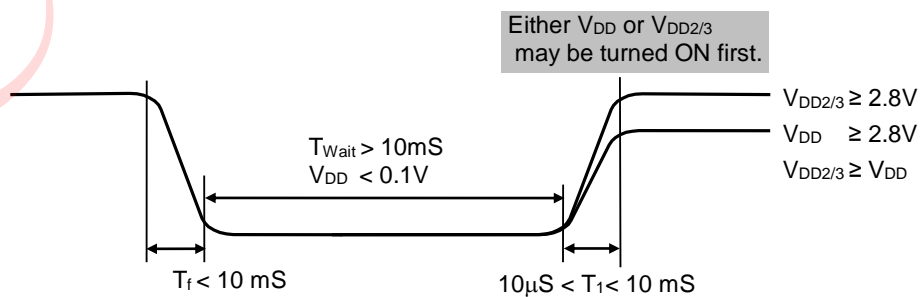 Either VDD or VDD2/3
may be turned ON first.
VDD2/3 ≥ 2.8V
VDD ≥ 2.8V
VDD2/3 ≥ VDD
TWait > 10mS
VDD < 0.1V
Tf < 10 mS
10μS < T1 < 10 mS